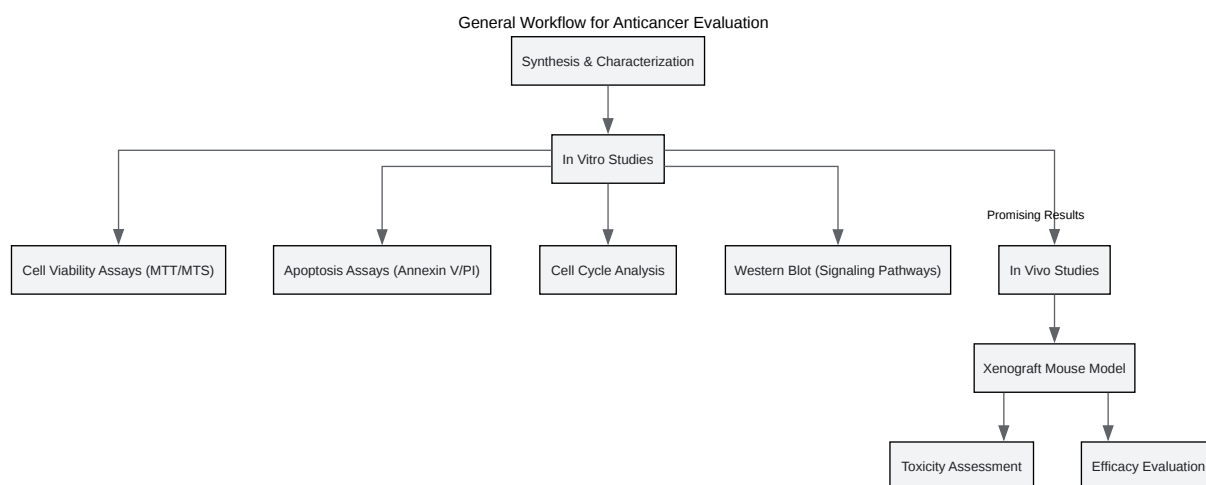 General Workflow for Anticancer Evaluation
Synthesis & Characterization
In Vitro Studies
Promising Results
Cell Viability Assays (MTT/MTS)
Apoptosis Assays (Annexin V/PI)
Cell Cycle Analysis
Western Blot (Signaling Pathways)
In Vivo Studies
Xenograft Mouse Model
Toxicity Assessment
Efficacy Evaluation